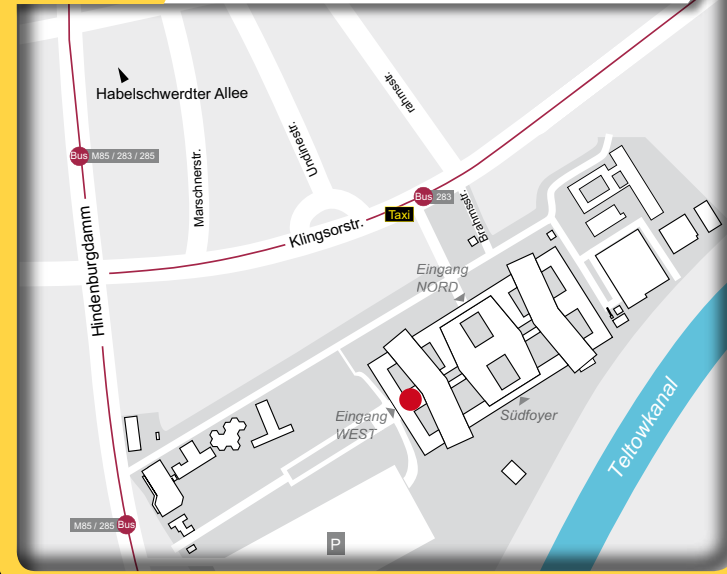 Habelschwerdter Allee
rahmsstr.
Undinestr.
Marschnerstr.
Bus M85 / 283 / 285
Bus 283
Taxi
Brahmsstr.
Klingsorstr.
Hindenburgdamm
Eingang
NORD
Eingang
WEST
Südfoyer
Teltowkanal
M85 / 285 Bus
P